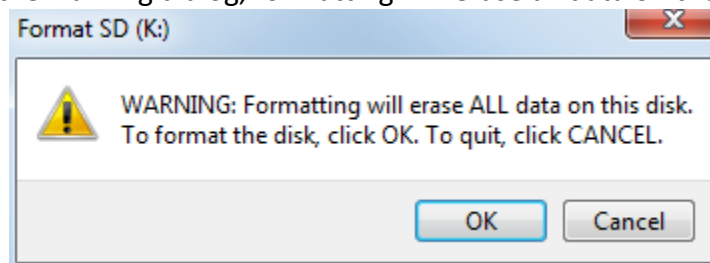 Format SD (K:)
WARNING: Formatting will erase ALL data on this disk.
To format the disk, click OK. To quit, click CANCEL.
OK
Cancel